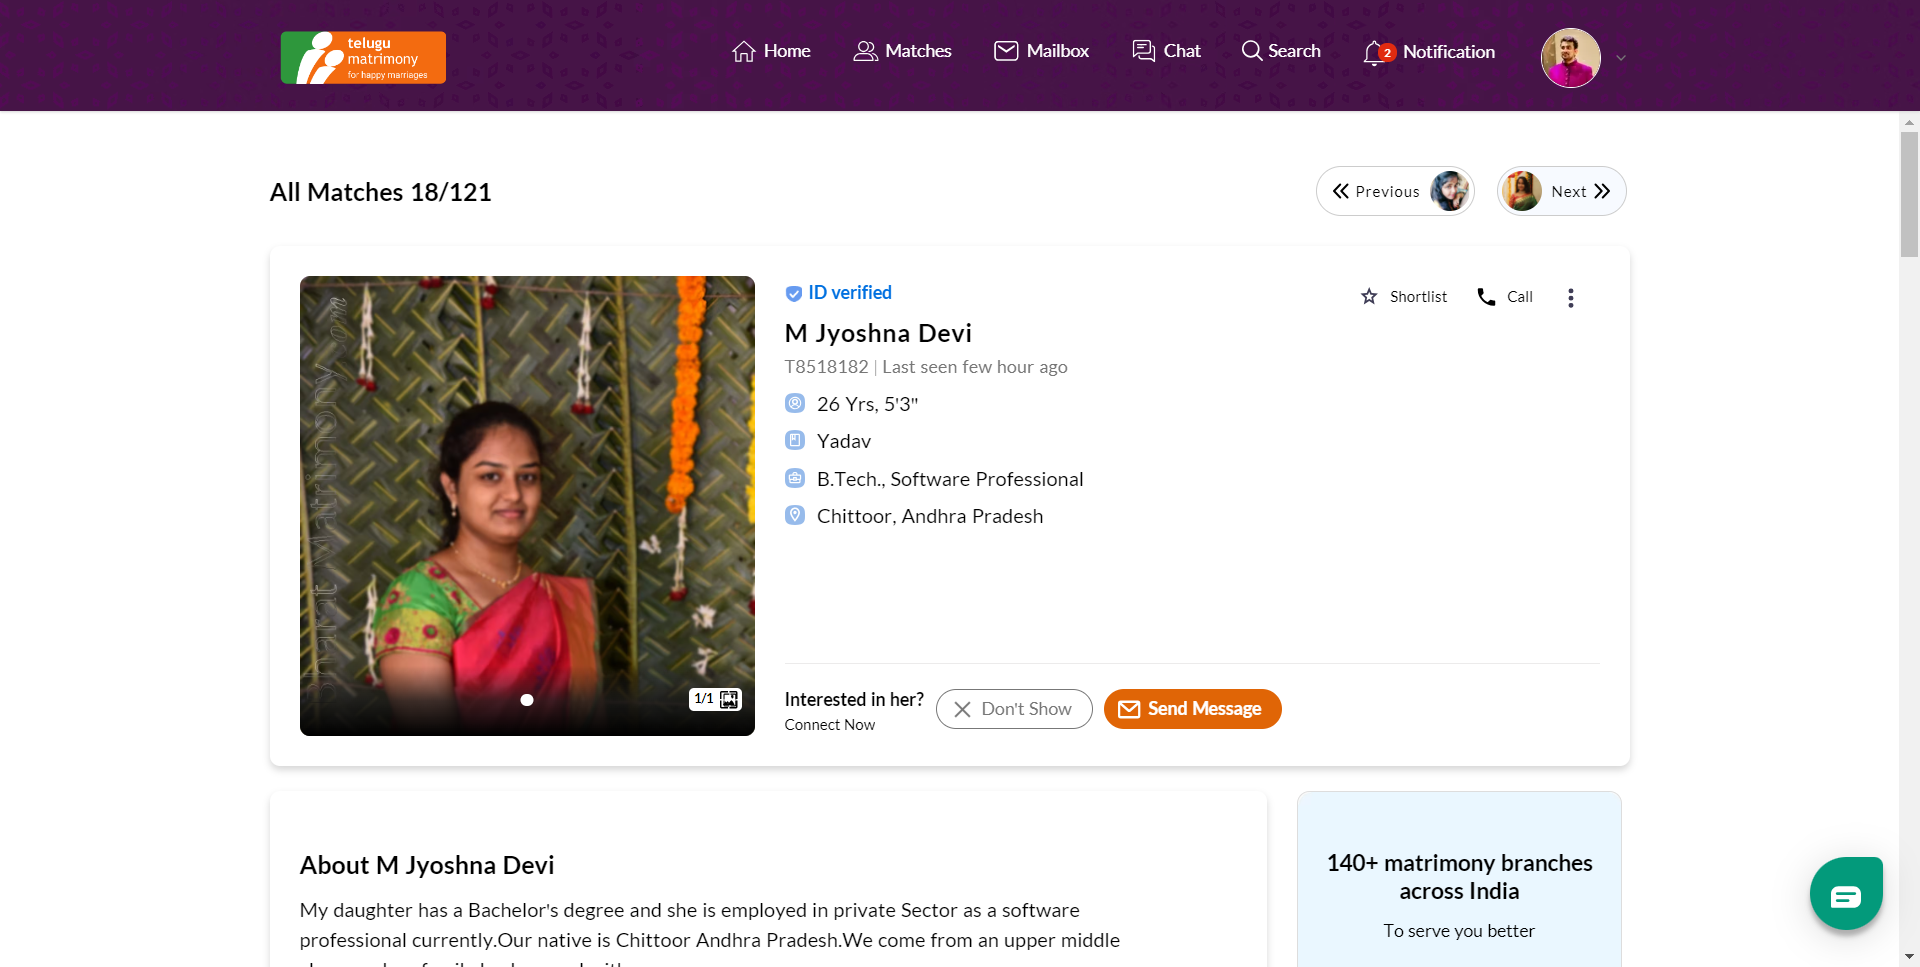 telugu
matrimony
for happy marriages
Home
Matches
Mailbox
Chat
Search
2
Notification
All Matches 18/121
Previous
Next
ID verified
Shortlist
Call
M Jyoshna Devi
T8518182 | Last seen few hour ago
26 Yrs, 5'3"
Yadav
B.Tech., Software Professional
Chittoor, Andhra Pradesh
1/1
Interested in her?
Connect Now
Don't Show
Send Message
About M Jyoshna Devi
My daughter has a Bachelor's degree and she is employed in private Sector as a software
professional currently.Our native is Chittoor Andhra Pradesh.We come from an upper middle
140+ matrimony branches
across India
To serve you better